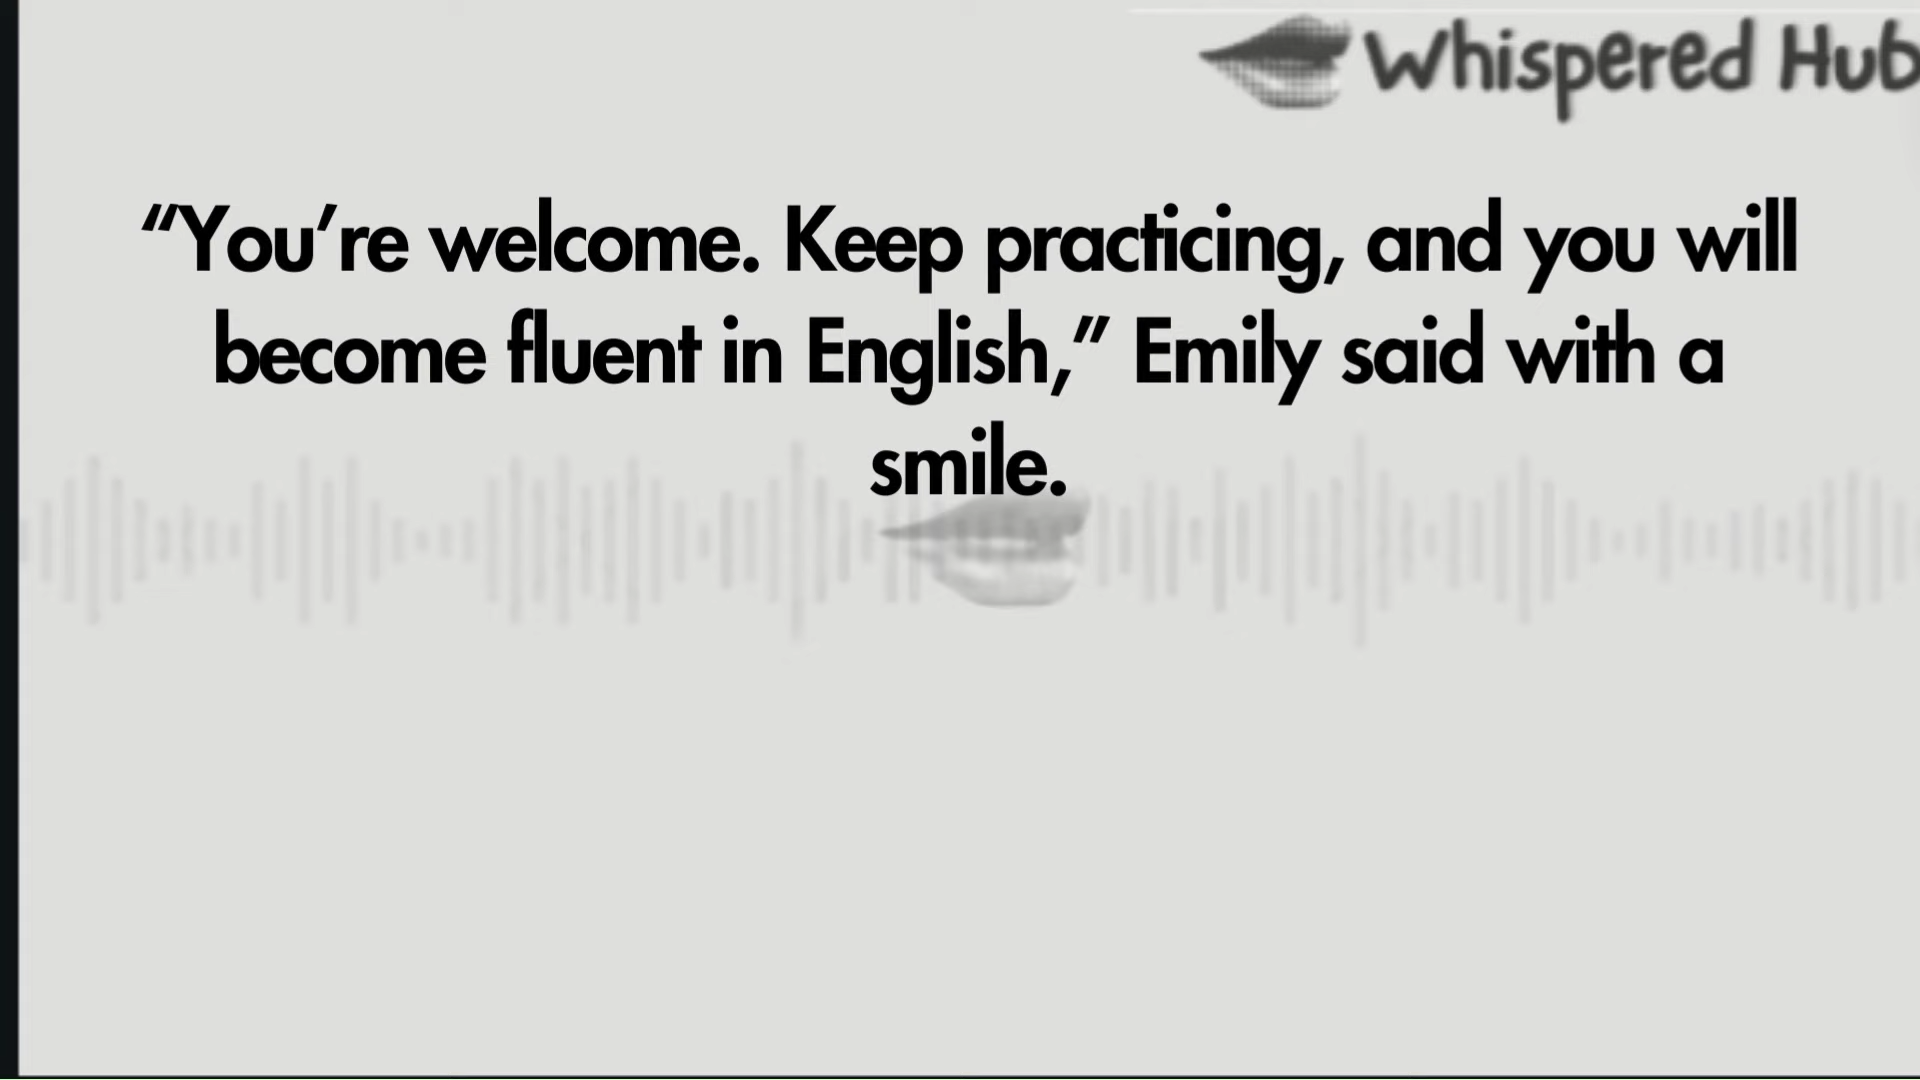 Whispered Hub
“You’re welcome. Keep practicing, and you will
become fluent in English,” Emily said with a
smile.